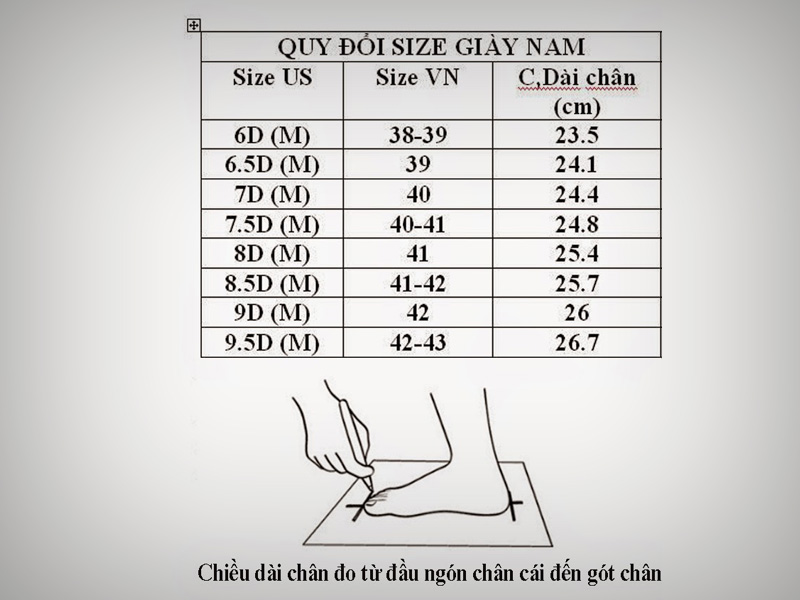 QUY ĐỔI SIZE GIÀY NAM
Size US Size VN C,Dài chân
(cm)
6D (M) 38-39 23.5
6.5D (M) 39 24.1
7D (M) 40 24.4
7.5D (M) 40-41 24.8
8D (M) 41 25.4
8.5D (M) 41-42 25.7
9D (M) 42 26
9.5D (M) 42-43 26.7
Chiều dài chân đo từ đầu ngón chân cái đến gót chân